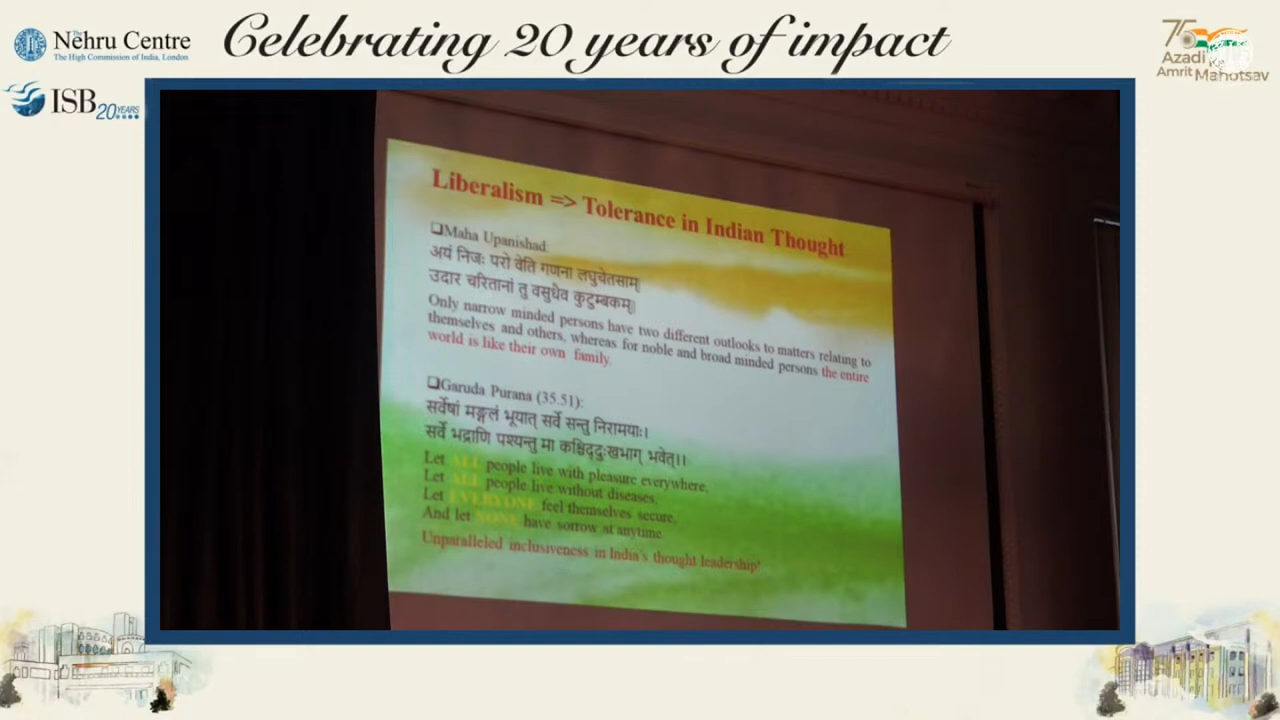 The
Nehru Centre
The High Commission of India, London
ISB 20 YEARS
Celebrating 20 years of impact
75
Azadi Ka
Amrit Mahotsav
Liberalism => Tolerance in Indian Thought
Maha Upanishad:
अयं निजः परो वेति गणना लघुचेतसाम्|
उदार चरितानां तु वसुधैव कुटुम्बकम्||
Only narrow minded persons have two different outlooks to matters relating to
themselves and others, whereas for noble and broad minded persons the entire
world is like their own family.
Garuda Purana (35.51):
सर्वेषां मङ्गलं भूयात् सर्वे सन्तु निरामयाः।
सर्वे भद्राणि पश्यन्तु मा कश्चिद्दुःखभाग् भवेत्।।
Let ALL people live with pleasure everywhere,
Let ALL people live without diseases,
Let EVERYONE feel themselves secure,
And let NONE have sorrow at anytime.
Unparalleled inclusiveness in India's thought leadership!